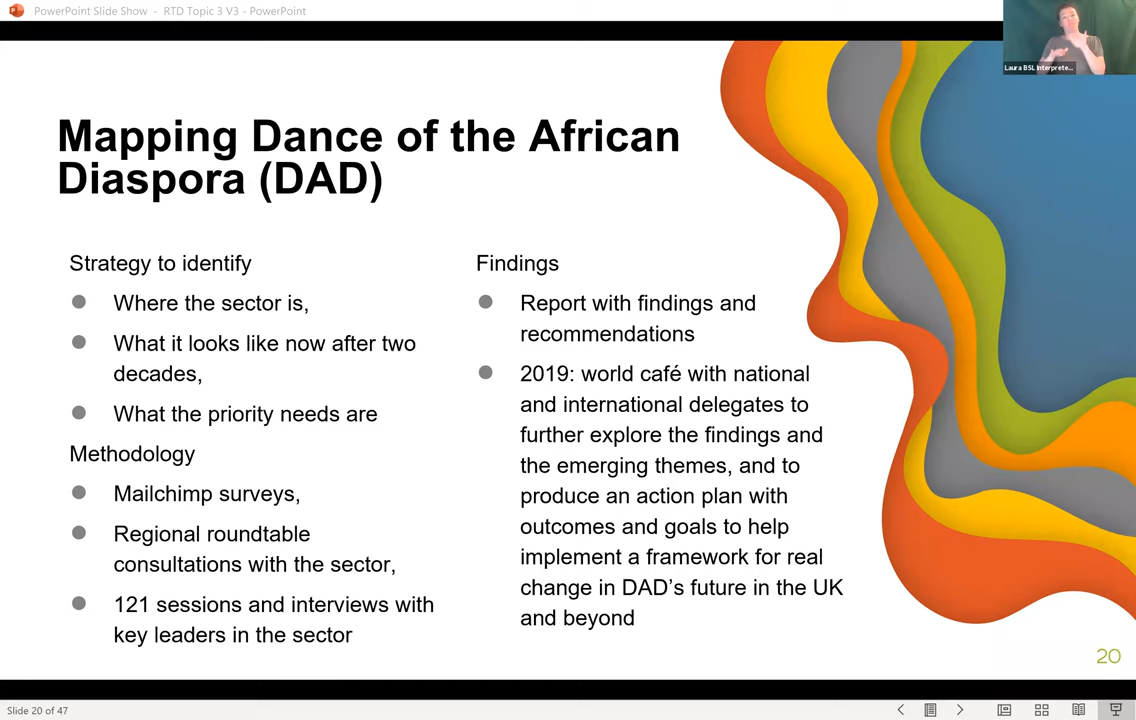 PowerPoint Slide Show - RTD Topic 3 V3 - PowerPoint
Laura BSL Interprete...
Mapping Dance of the African
Diaspora (DAD)
Strategy to identify
Where the sector is,
What it looks like now after two
decades,
What the priority needs are
Methodology
Mailchimp surveys,
Regional roundtable
consultations with the sector,
121 sessions and interviews with
key leaders in the sector
Findings
Report with findings and
recommendations
2019: world café with national
and international delegates to
further explore the findings and
the emerging themes, and to
produce an action plan with
outcomes and goals to help
implement a framework for real
change in DAD’s future in the UK
and beyond
20
Slide 20 of 47